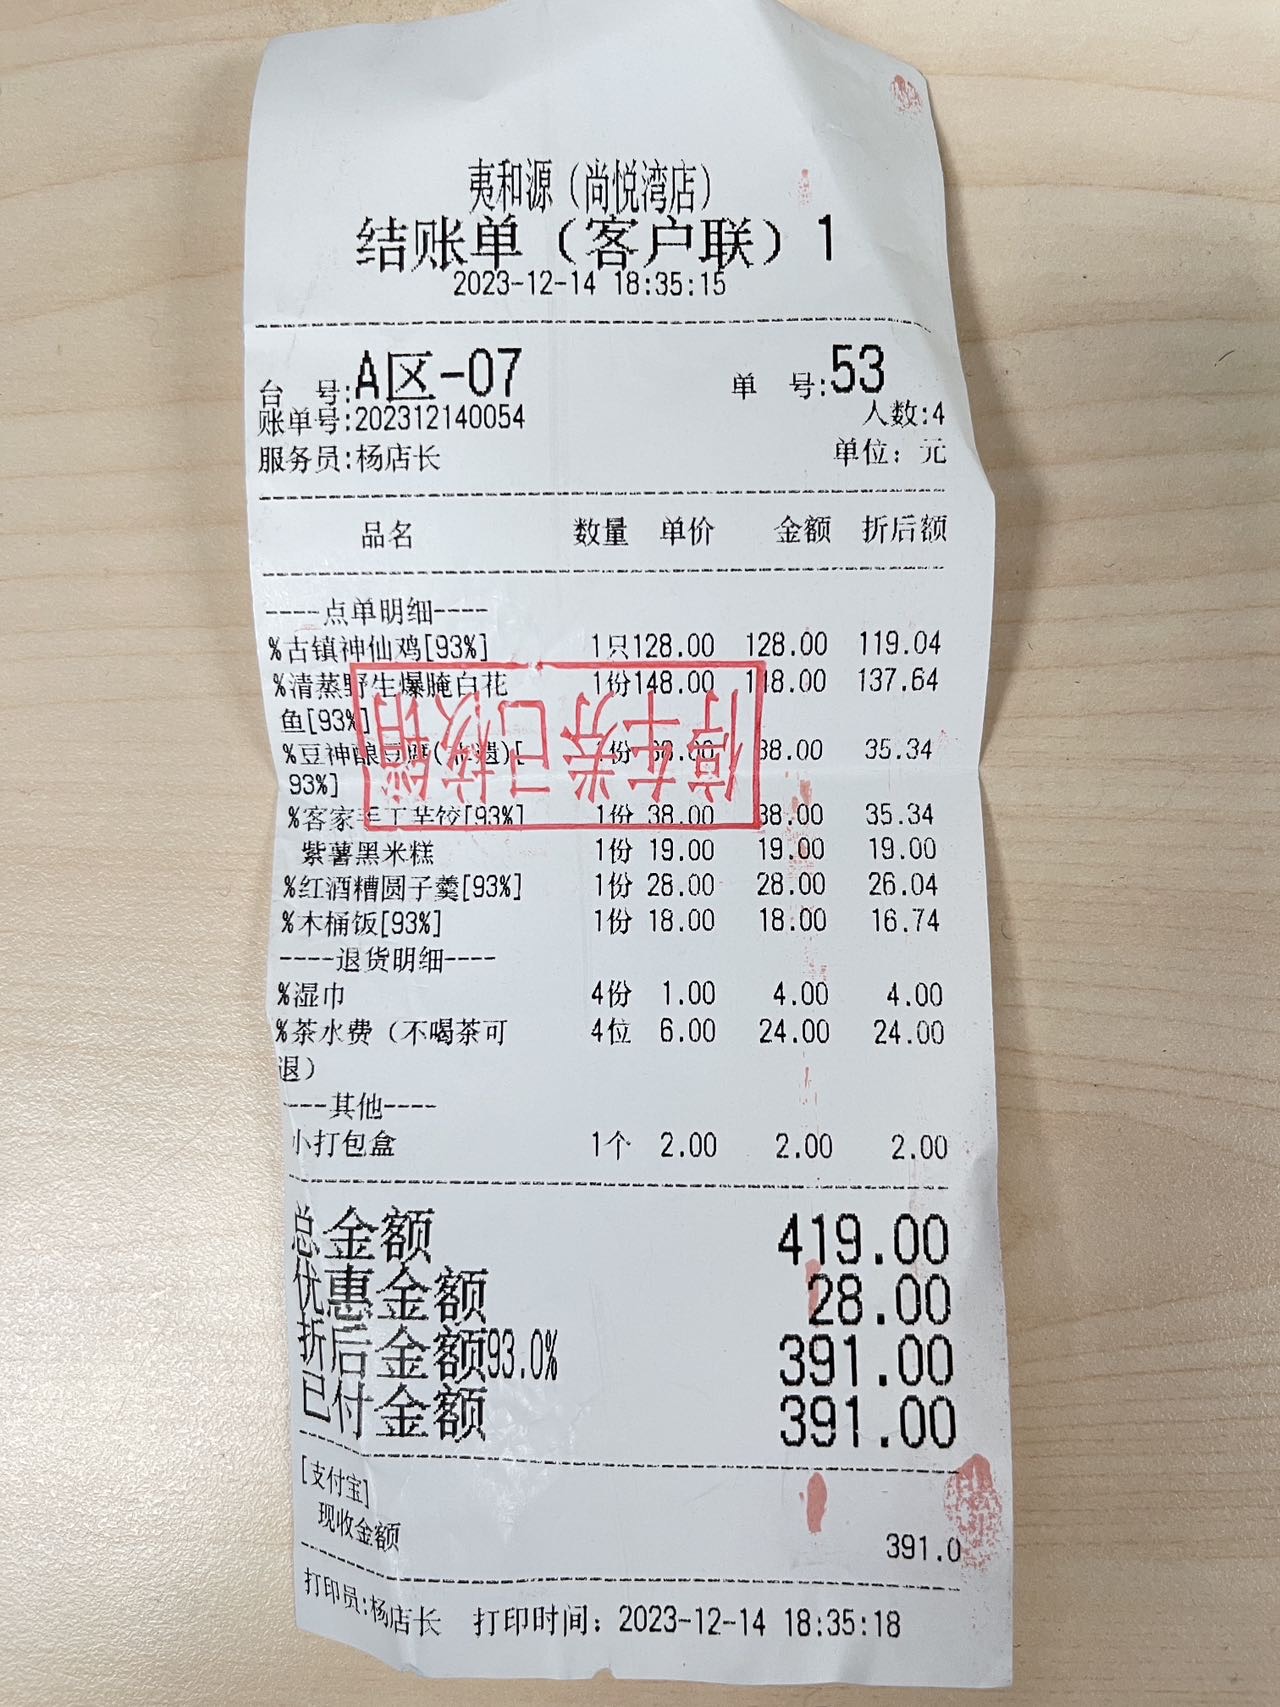 夷和源（尚悦湾店）
结账单（客户联）1
2023-12-14 18:35:15
台 号:A区-07 单 号:53
账单号:202312140054 人数:4
服务员:杨店长 单位：元
品名 数量 单价 金额 折后额
----点单明细----
%古镇神仙鸡[93%] 1只128.00 128.00 119.04
%清蒸野生爆腌白花 1份148.00 148.00 137.64
鱼[93%]
%豆神酿豆腐(非遗)[ 1份 38.00 38.00 35.34
93%]
%客家手工芋饺[93%] 1份 38.00 38.00 35.34
紫薯黑米糕 1份 19.00 19.00 19.00
%红酒糟圆子羹[93%] 1份 28.00 28.00 26.04
%木桶饭[93%] 1份 18.00 18.00 16.74
----退货明细----
%湿巾 4份 1.00 4.00 4.00
%茶水费（不喝茶可 4位 6.00 24.00 24.00
退）
----其他----
小打包盒 1个 2.00 2.00 2.00
总金额 419.00
优惠金额 28.00
折后金额93.0% 391.00
已付金额 391.00
[支付宝]
现收金额 391.0
打印员:杨店长 打印时间：2023-12-14 18:35:18
停车券已核销